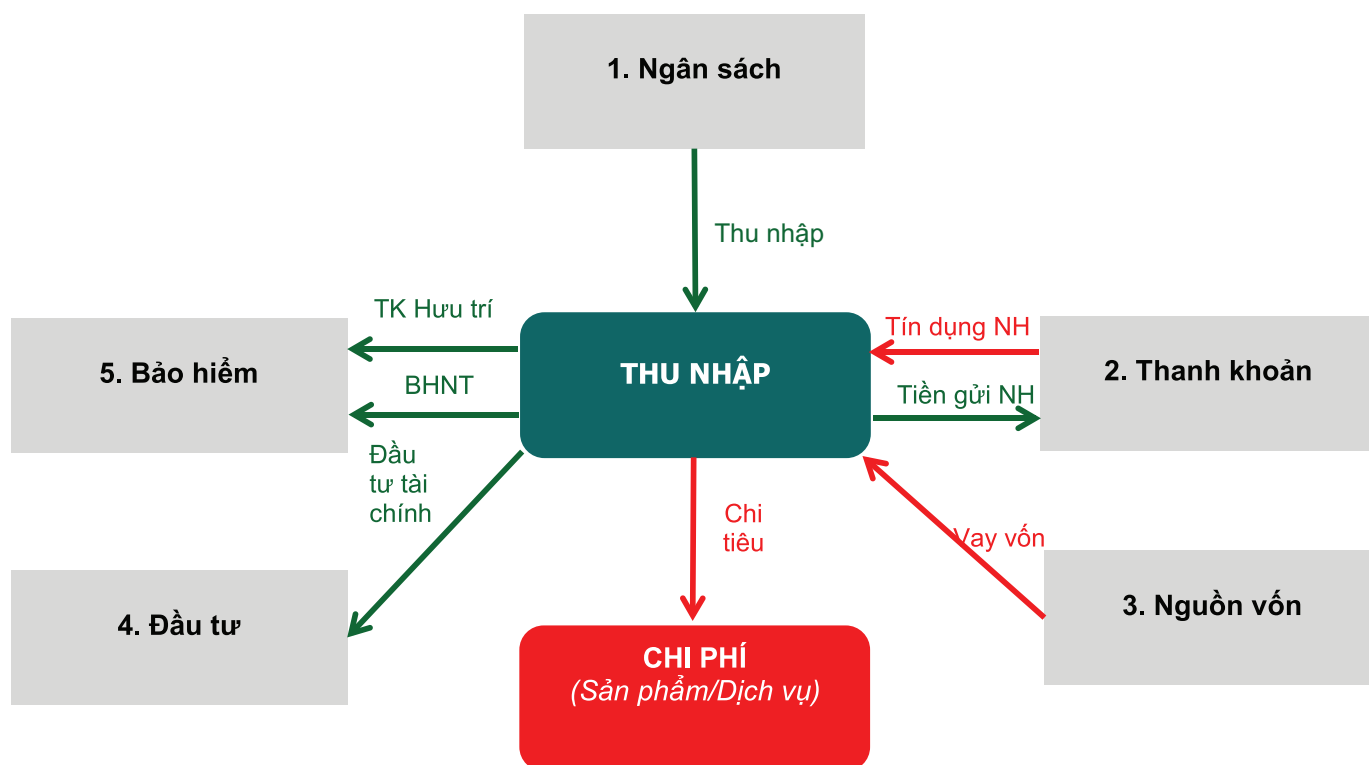 1. Ngân sách
Thu nhập
TK Hưu trí
Tín dụng NH
5. Bảo hiểm
THU NHẬP
2. Thanh khoản
BHNT
Tiền gửi NH
Đầu
tư tài
chính
Chi
tiêu
Vay vốn
4. Đầu tư
3. Nguồn vốn
CHI PHÍ
(Sản phẩm/Dịch vụ)